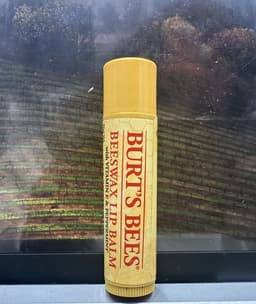 BURT'S BEES®
BEESWAX LIP BALM
with VITAMIN E & PEPPERMINT